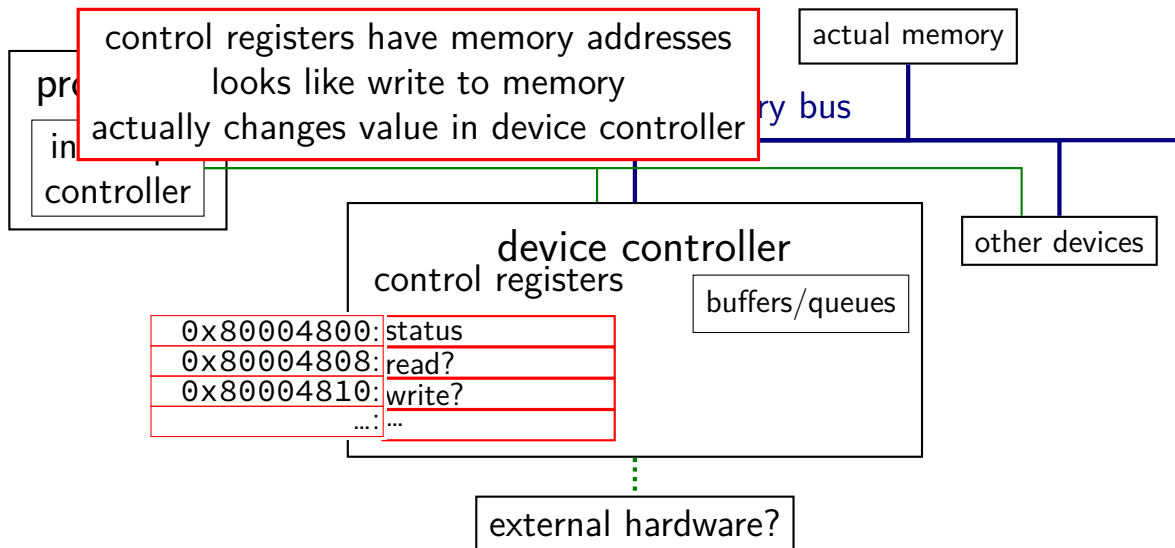 control registers have memory addresses
looks like write to memory
actually changes value in device controller
actual memory
bus
controller
other devices
device controller
control registers
buffers/queues
0x80004800: status
0x80004808: read?
0x80004810: write?
…: …
external hardware?